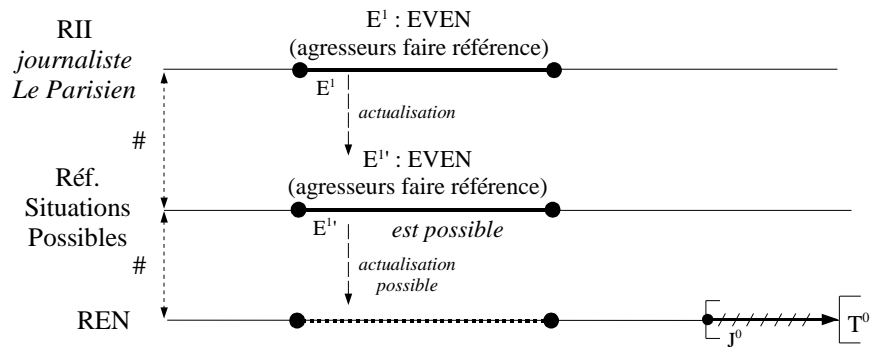 RII
journaliste
Le Parisien
E¹ : EVEN
(agresseurs faire référence)
E¹
actualisation
#
E¹' : EVEN
(agresseurs faire référence)
Réf.
Situations
Possibles
E¹'
est possible
#
actualisation
possible
REN
J⁰
T⁰